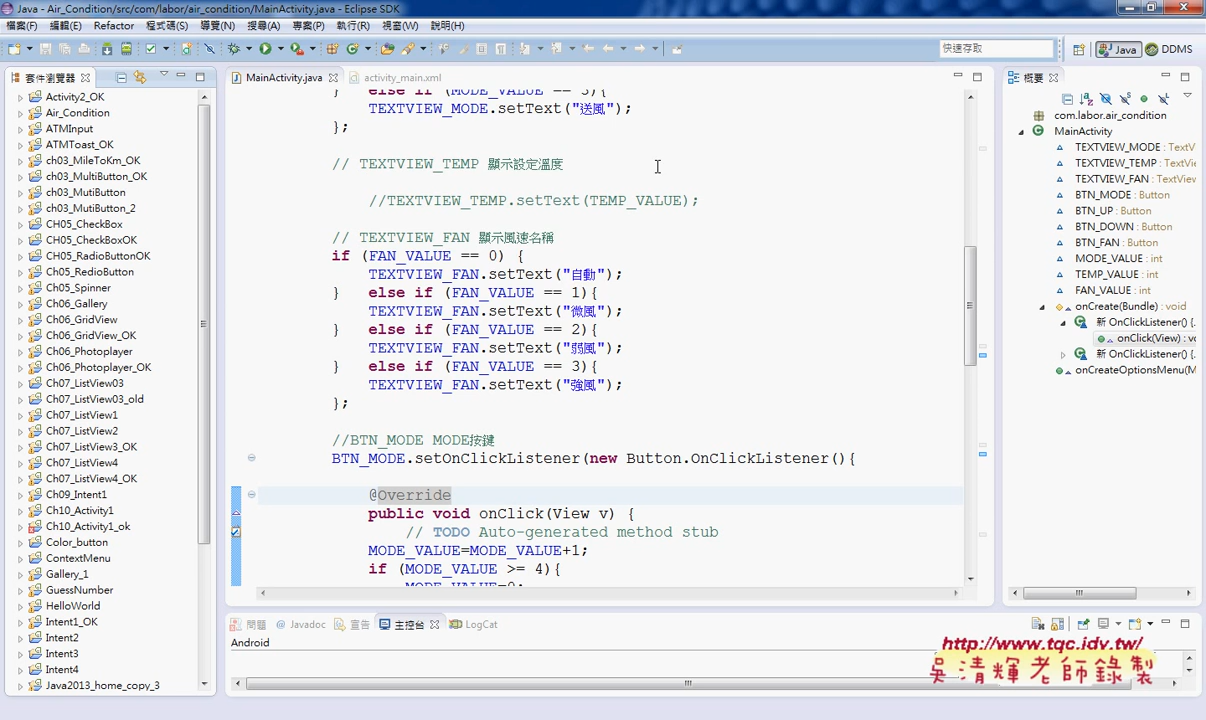 Java - Air_Condition/src/com/labor/air_condition/MainActivity.java - Eclipse SDK
檔案(F) 編輯(E) Refactor 程式碼(S) 導覽(N) 搜尋(A) 專案(P) 執行(R) 視窗(W) 說明(H)
快速存取 Java DDMS
套件瀏覽器
Activity2_OK
Air_Condition
ATMInput
ATMToast_OK
ch03_MileToKm_OK
ch03_MultiButton_OK
ch03_MutiButton
ch03_MutiButton_2
CH05_CheckBox
CH05_CheckBoxOK
CH05_RadioButtonOK
Ch05_RedioButton
Ch05_Spinner
Ch06_Gallery
Ch06_GridView
Ch06_GridView_OK
Ch06_Photoplayer
Ch06_Photoplayer_OK
Ch07_ListView03
Ch07_ListView03_old
Ch07_ListView1
Ch07_ListView2
Ch07_ListView3_OK
Ch07_ListView4
Ch07_ListView4_OK
Ch09_Intent1
Ch10_Activity1
Ch10_Activity1_ok
Color_button
ContextMenu
Gallery_1
GuessNumber
HelloWorld
Intent1_OK
Intent2
Intent3
Intent4
Java2013_home_copy_3
MainActivity.java activity_main.xml
} else if (MODE_VALUE == 3){
TEXTVIEW_MODE.setText("送風");
};
// TEXTVIEW_TEMP 顯示設定溫度
//TEXTVIEW_TEMP.setText(TEMP_VALUE);
// TEXTVIEW_FAN 顯示風速名稱
if (FAN_VALUE == 0) {
TEXTVIEW_FAN.setText("自動");
} else if (FAN_VALUE == 1){
TEXTVIEW_FAN.setText("微風");
} else if (FAN_VALUE == 2){
TEXTVIEW_FAN.setText("弱風");
} else if (FAN_VALUE == 3){
TEXTVIEW_FAN.setText("強風");
};
//BTN_MODE MODE按鍵
BTN_MODE.setOnClickListener(new Button.OnClickListener(){
@Override
public void onClick(View v) {
// TODO Auto-generated method stub
MODE_VALUE=MODE_VALUE+1;
if (MODE_VALUE >= 4){
MODE_VALUE=0;
概要
com.labor.air_condition
MainActivity
TEXTVIEW_MODE : TextV
TEXTVIEW_TEMP : TextVie
TEXTVIEW_FAN : TextView
BTN_MODE : Button
BTN_UP : Button
BTN_DOWN : Button
BTN_FAN : Button
MODE_VALUE : int
TEMP_VALUE : int
FAN_VALUE : int
onCreate(Bundle) : void
新 OnClickListener() {.
onClick(View) : vo
新 OnClickListener() {.
onCreateOptionsMenu(M
問題 @ Javadoc 宣告 主控台 LogCat
Android
http://www.tqc.idv.tw/
吳清輝老師錄製